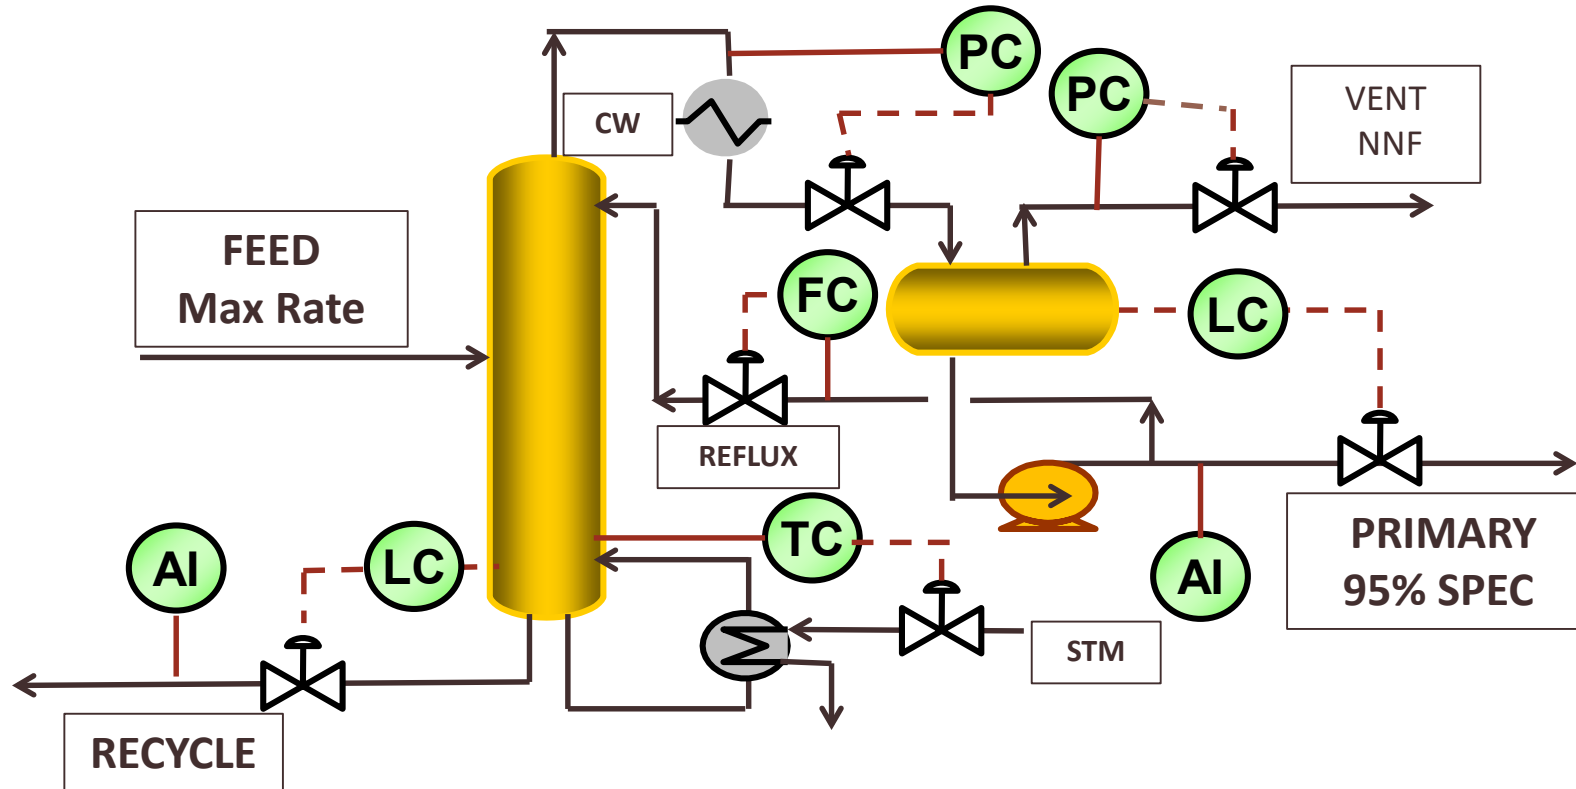 PC
PC
VENT
NNF
CW
FEED
Max Rate
FC
LC
REFLUX
TC
AI
LC
AI
PRIMARY
95% SPEC
STM
RECYCLE